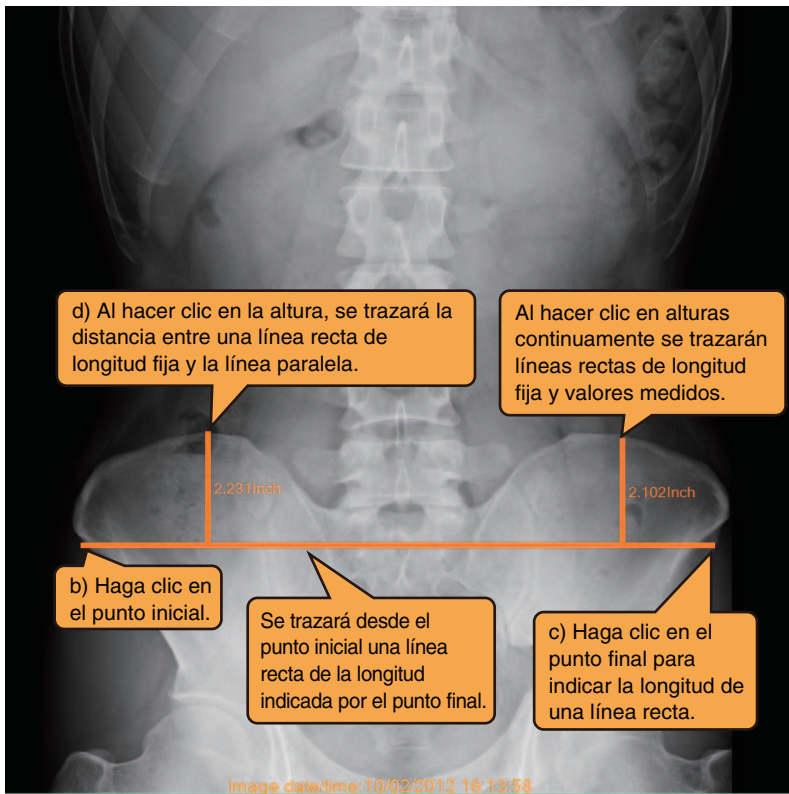 d) Al hacer clic en la altura, se trazará la
distancia entre una línea recta de
longitud fija y la línea paralela.
Al hacer clic en alturas
continuamente se trazarán
líneas rectas de longitud
fija y valores medidos.
2.231Inch
2.102Inch
b) Haga clic en
el punto inicial.
Se trazará desde el
punto inicial una línea
recta de la longitud
indicada por el punto final.
c) Haga clic en el
punto final para
indicar la longitud de
una línea recta.
Image date/time:10/02/2012 16:13:58